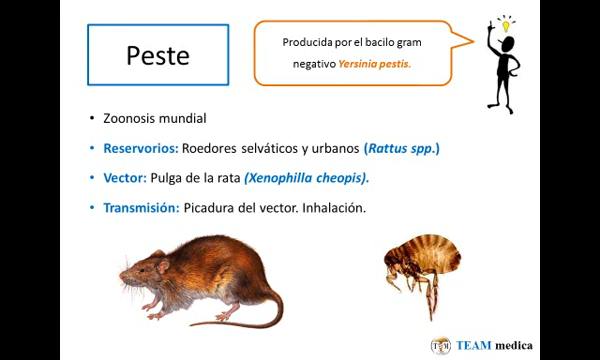 Peste
Producida por el bacilo gram
negativo Yersinia pestis.
• Zoonosis mundial
• Reservorios: Roedores selváticos y urbanos (Rattus spp.)
• Vector: Pulga de la rata (Xenophilla cheopis).
• Transmisión: Picadura del vector. Inhalación.
TEAM medica